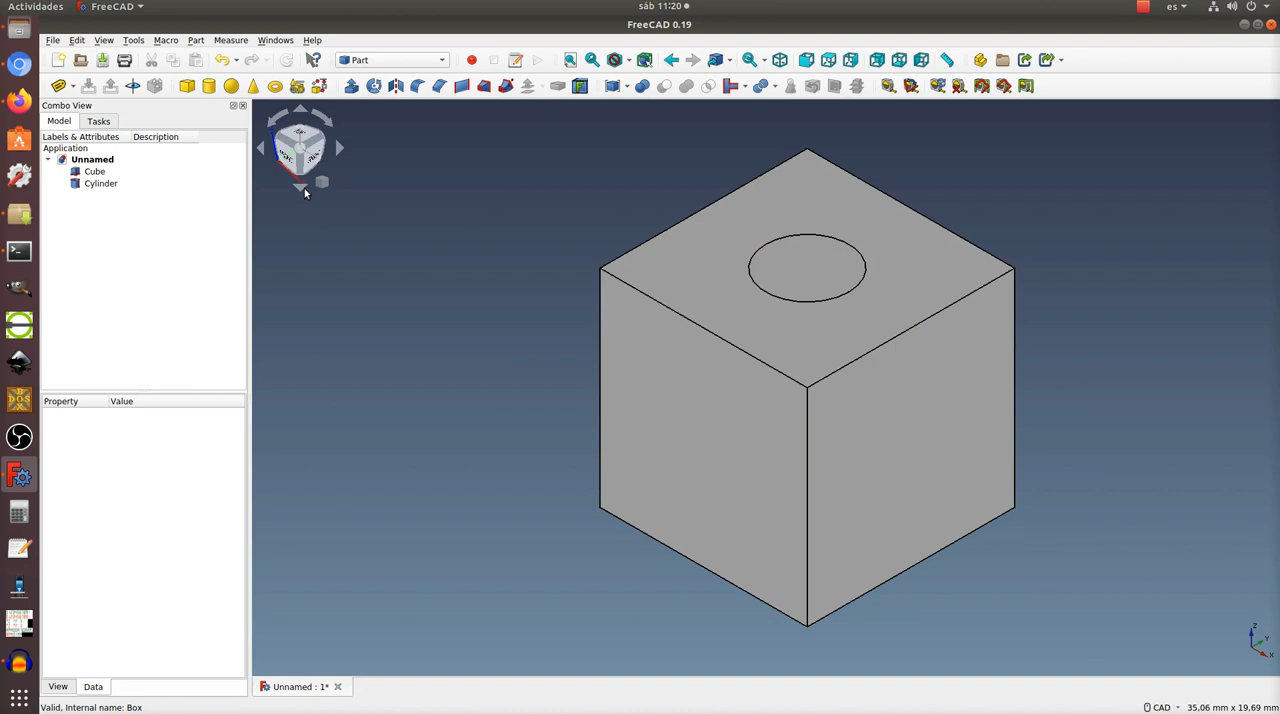 Actividades FreeCAD sáb 11:20 es
FreeCAD 0.19
File Edit View Tools Macro Part Measure Windows Help
Part
Combo View
Model Tasks
Labels & Attributes Description
Application
Unnamed
Cube
Cylinder
Property Value
Z
Y
X
View Data
Unnamed : 1*
Valid, Internal name: Box CAD 35,06 mm x 19,69 mm